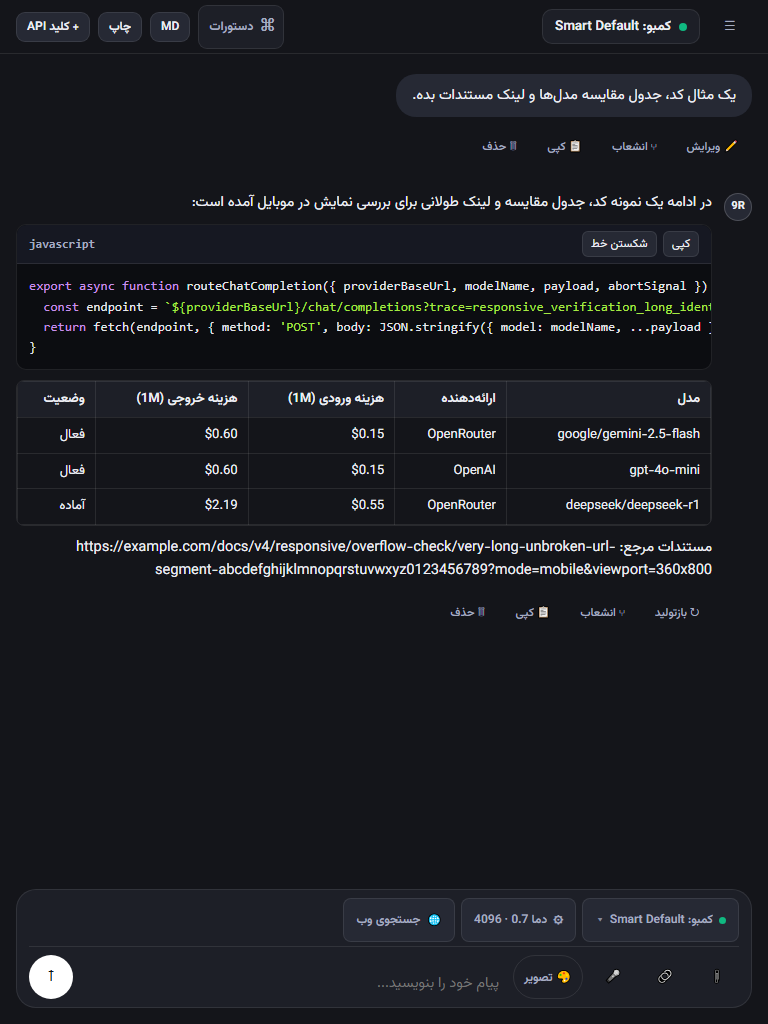 ☰ کمبو: Smart Default ⌘ دستورات MD چاپ + کلید API
یک مثال کد، جدول مقایسه مدل‌ها و لینک مستندات بده.
ویرایش انشعاب کپی حذف
9R
در ادامه یک نمونه کد، جدول مقایسه و لینک طولانی برای بررسی نمایش در موبایل آمده است:
کپی شکستن خط javascript
export async function routeChatCompletion({ providerBaseUrl, modelName, payload, abortSignal })
const endpoint = `${providerBaseUrl}/chat/completions?trace=responsive_verification_long_ident
return fetch(endpoint, { method: 'POST', body: JSON.stringify({ model: modelName, ...payload }
}
مدل ارائه‌دهنده هزینه ورودی (1M) هزینه خروجی (1M) وضعیت
google/gemini-2.5-flash OpenRouter $0.15 $0.60 فعال
gpt-4o-mini OpenAI $0.15 $0.60 فعال
deepseek/deepseek-r1 OpenRouter $0.55 $2.19 آماده
مستندات مرجع: https://example.com/docs/v4/responsive/overflow-check/very-long-unbroken-url-
segment-abcdefghijklmnopqrstuvwxyz0123456789?mode=mobile&viewport=360x800
↻ بازتولید انشعاب کپی حذف
کمبو: Smart Default ▾ ⚙ دما 0.7 · 4096 جستجوی وب
تصویر پیام خود را بنویسید... ↑